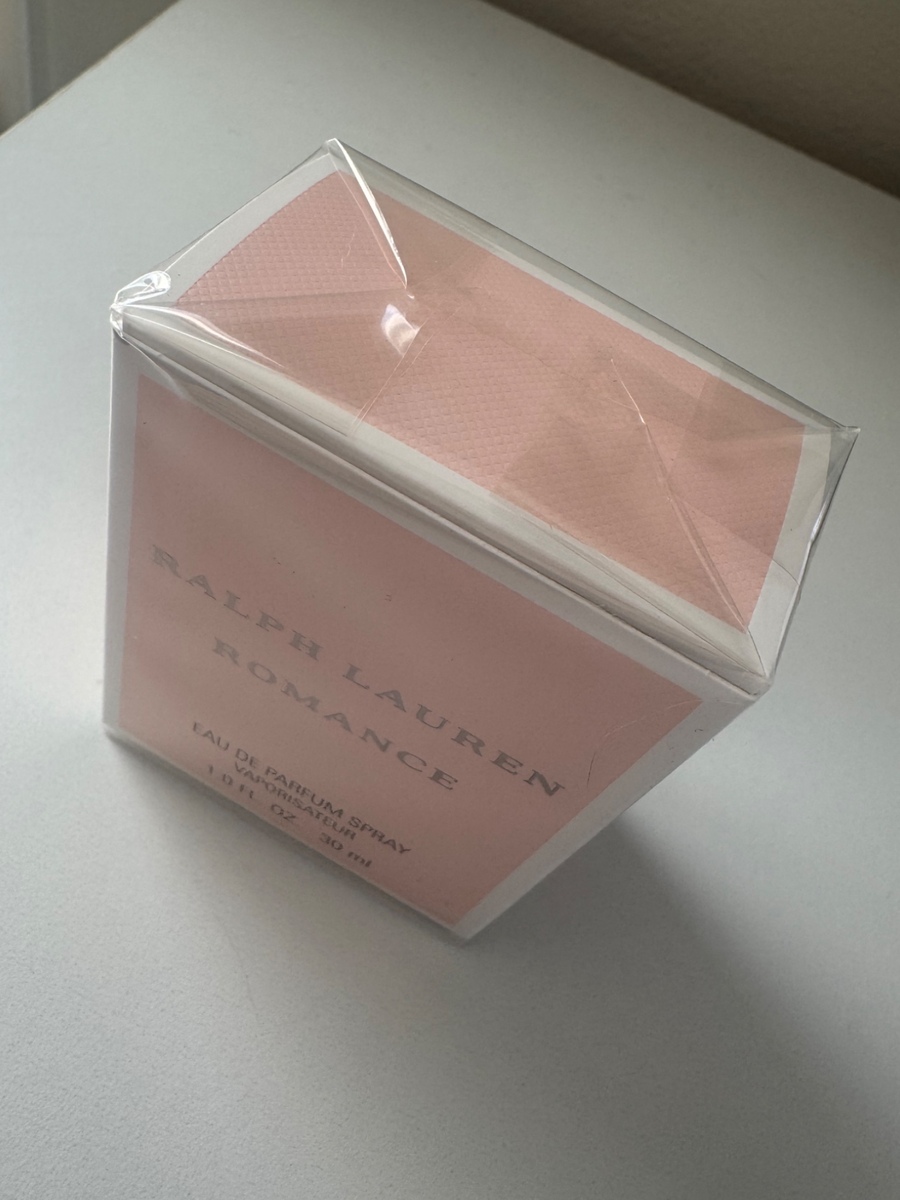 RALPH LAUREN
ROMANCE
EAU DE PARFUM SPRAY
VAPORISATEUR
1.0 FL. OZ. 30 ml